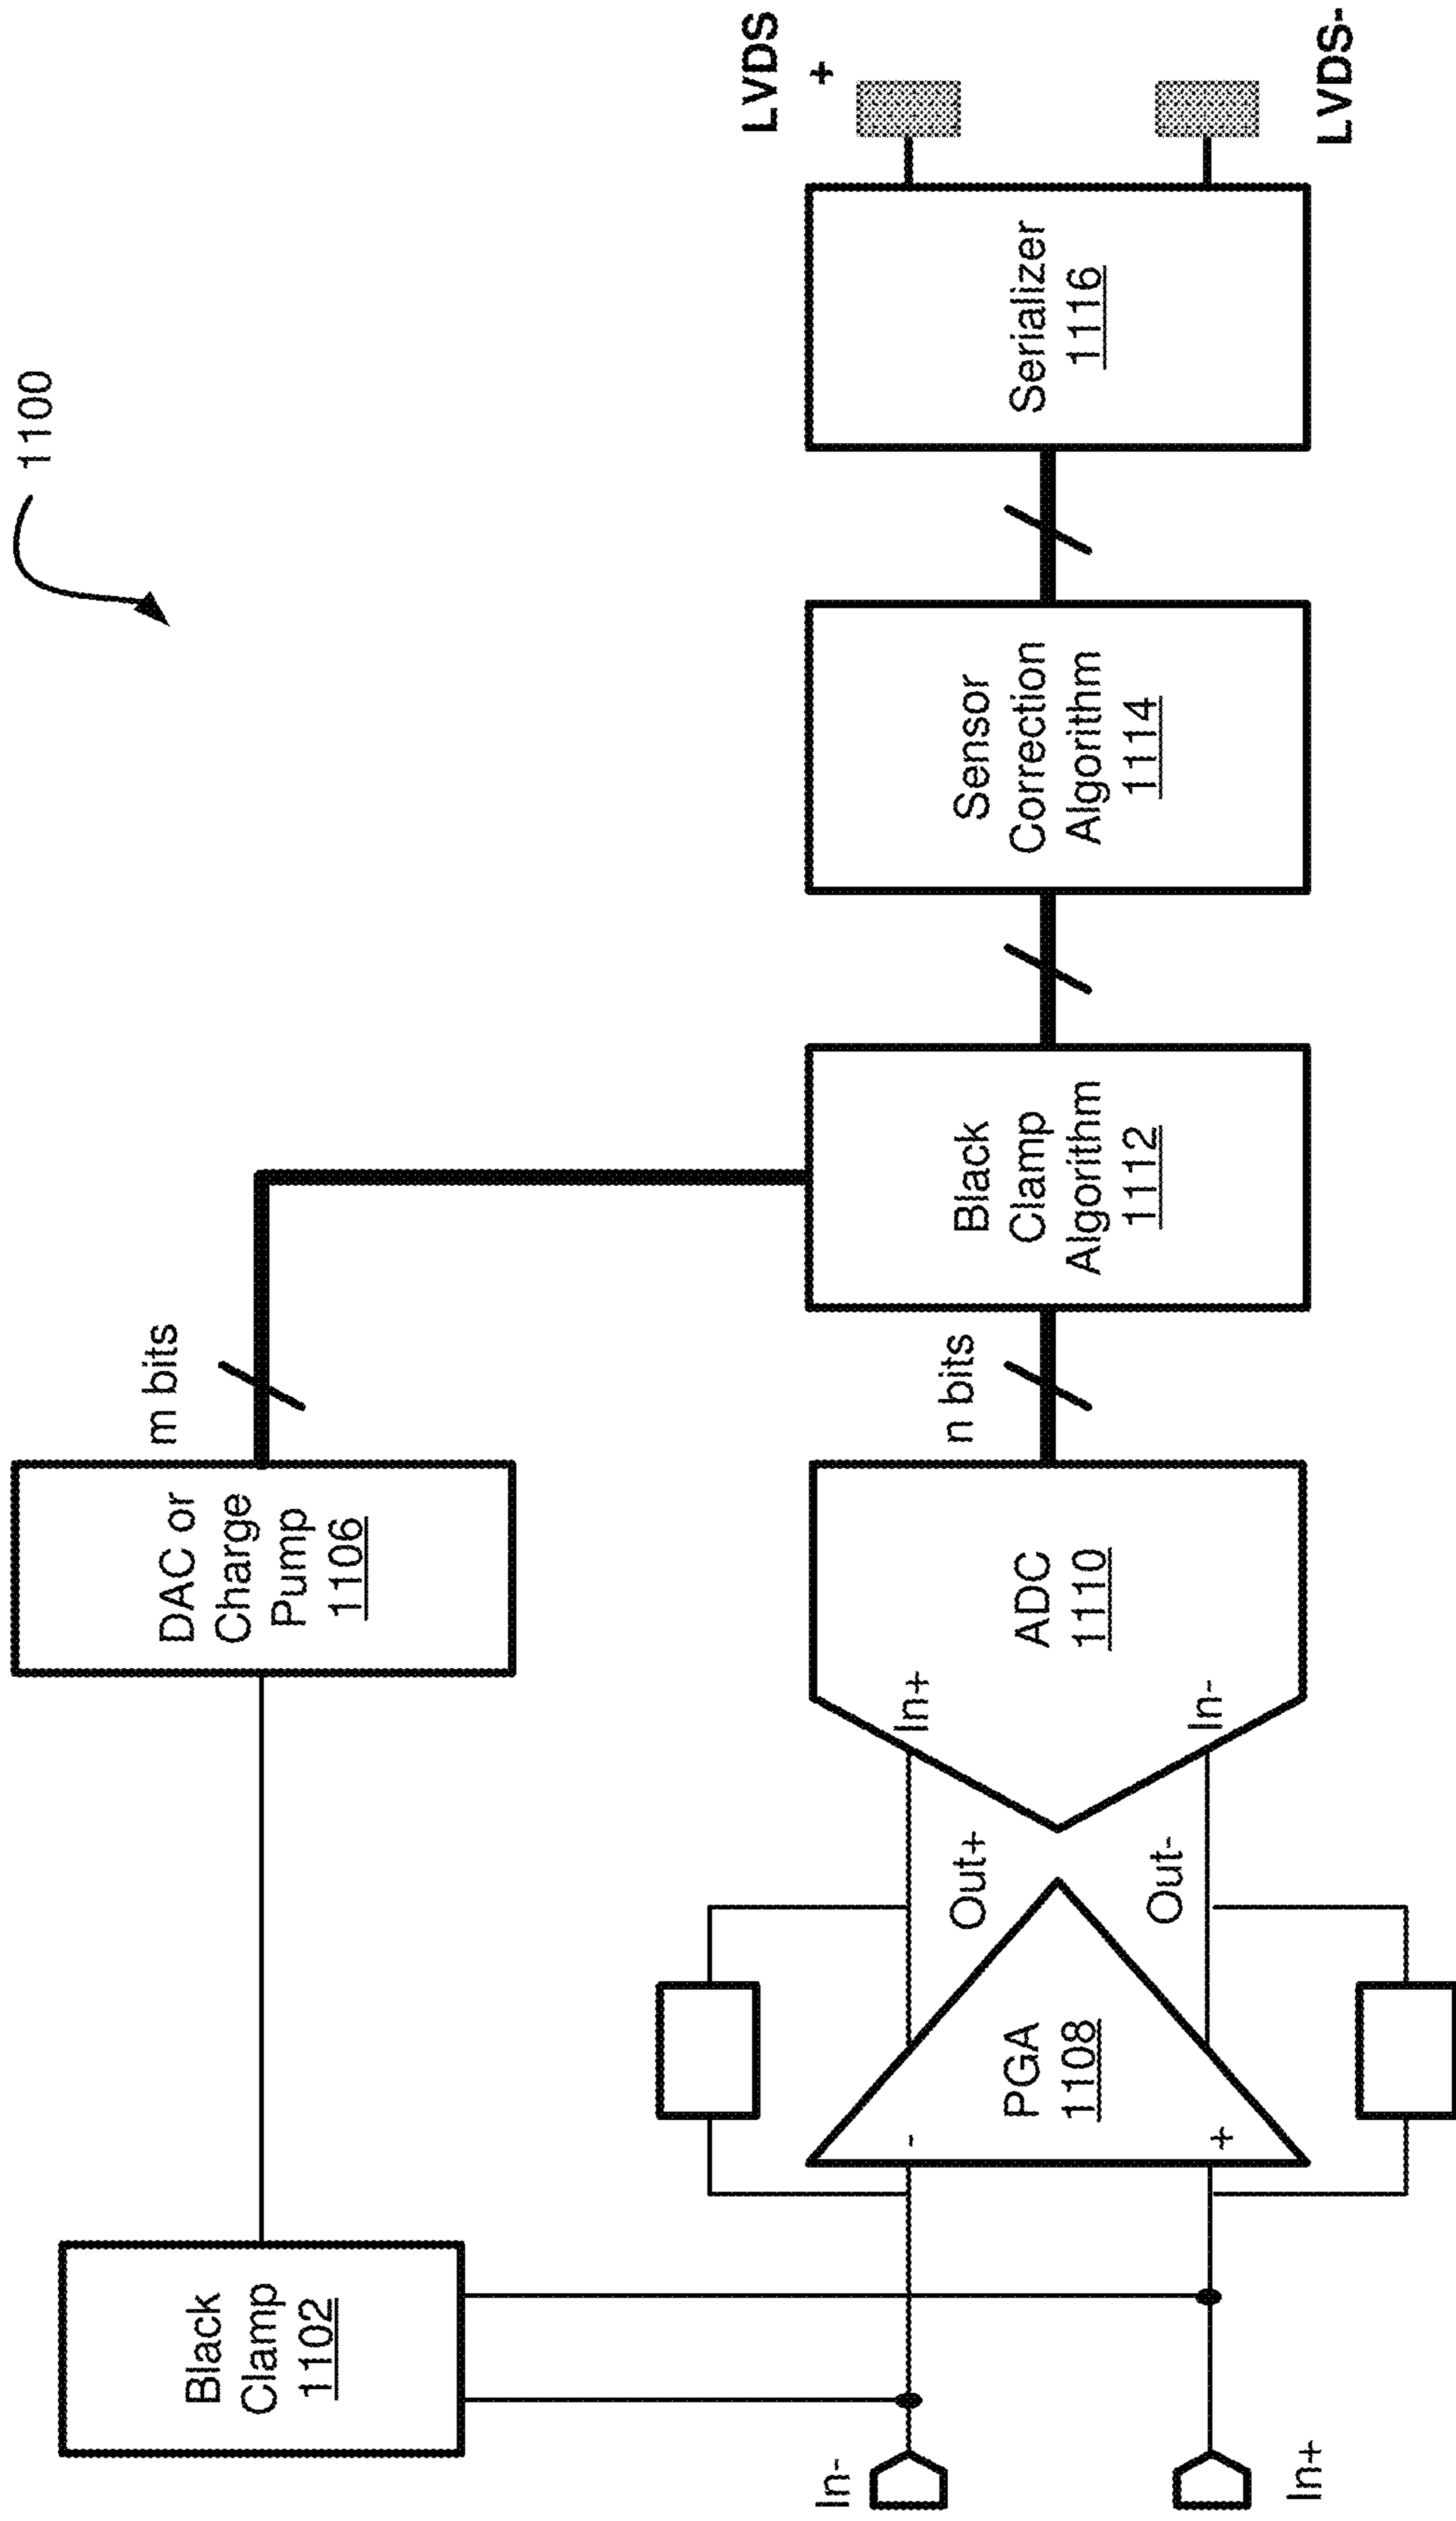 1100
Black
Clamp
1102
DAC or
Charge
Pump
1106
m bits
In-
In+
-
+
PGA
1108
Out+
Out-
In+
In-
ADC
1110
n bits
Black
Clamp
Algorithm
1112
Sensor
Correction
Algorithm
1114
Serializer
1116
LVDS
+
LVDS-